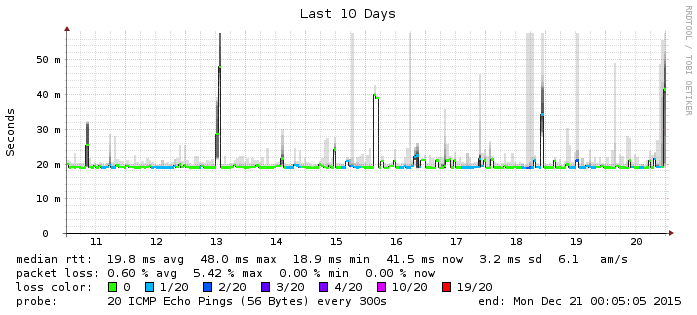 Last 10 Days
RRDTOOL / TOBI OETIKER
Seconds
50 m
40 m
30 m
20 m
10 m
0
11 12 13 14 15 16 17 18 19 20
median rtt: 19.8 ms avg 48.0 ms max 18.9 ms min 41.5 ms now 3.2 ms sd 6.1 am/s
packet loss: 0.60 % avg 5.42 % max 0.00 % min 0.00 % now
loss color: 0 1/20 2/20 3/20 4/20 10/20 19/20
probe: 20 ICMP Echo Pings (56 Bytes) every 300s end: Mon Dec 21 00:05:05 2015